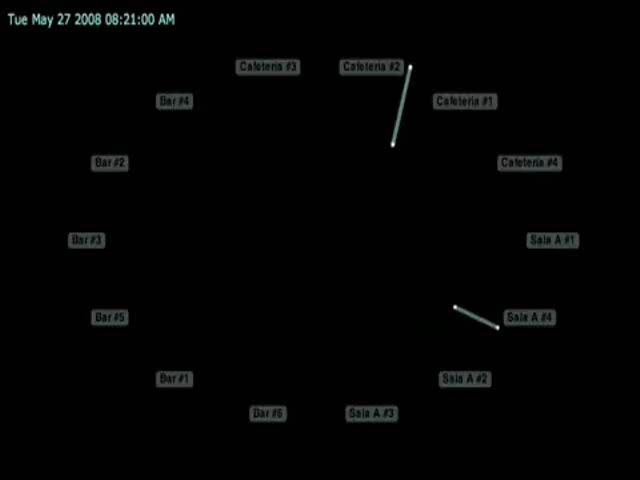 Tue May 27 2008 08:21:00 AM
Cafeteria #3
Cafeteria #2
Bar #4
Cafeteria #1
Bar #2
Cafeteria #4
Bar #3
Sala A #1
Bar #5
Sala A #4
Bar #1
Sala A #2
Bar #6
Sala A #3